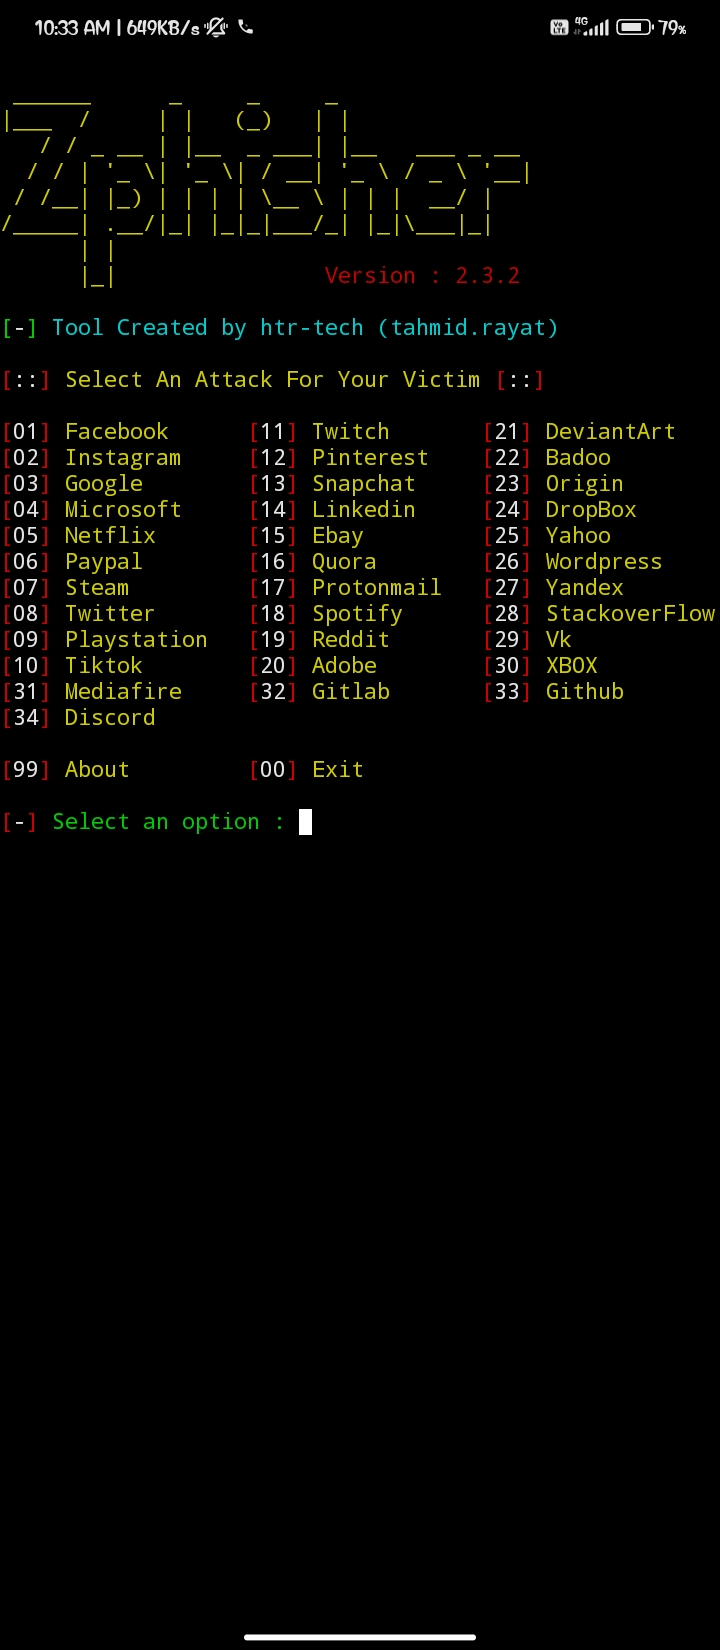 10:33 AM | 649KB/s Vo LTE 4G 79%
Zphisher
Version : 2.3.2
[-] Tool Created by htr-tech (tahmid.rayat)
[::] Select An Attack For Your Victim [::]
[01] Facebook [11] Twitch [21] DeviantArt
[02] Instagram [12] Pinterest [22] Badoo
[03] Google [13] Snapchat [23] Origin
[04] Microsoft [14] Linkedin [24] DropBox
[05] Netflix [15] Ebay [25] Yahoo
[06] Paypal [16] Quora [26] Wordpress
[07] Steam [17] Protonmail [27] Yandex
[08] Twitter [18] Spotify [28] StackoverFlow
[09] Playstation [19] Reddit [29] Vk
[10] Tiktok [20] Adobe [30] XBOX
[31] Mediafire [32] Gitlab [33] Github
[34] Discord
[99] About [00] Exit
[-] Select an option :